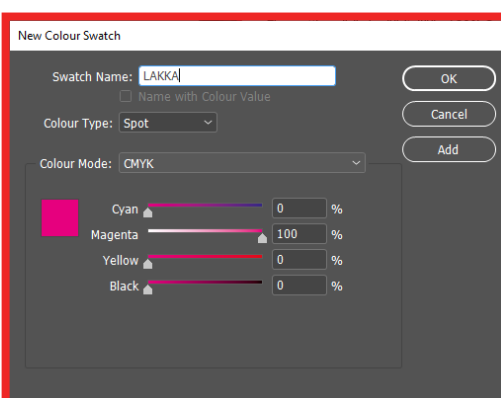 New Colour Swatch
Swatch Name: LAKKA
Name with Colour Value
Colour Type: Spot
Colour Mode: CMYK
Cyan 0 %
Magenta 100 %
Yellow 0 %
Black 0 %
OK
Cancel
Add